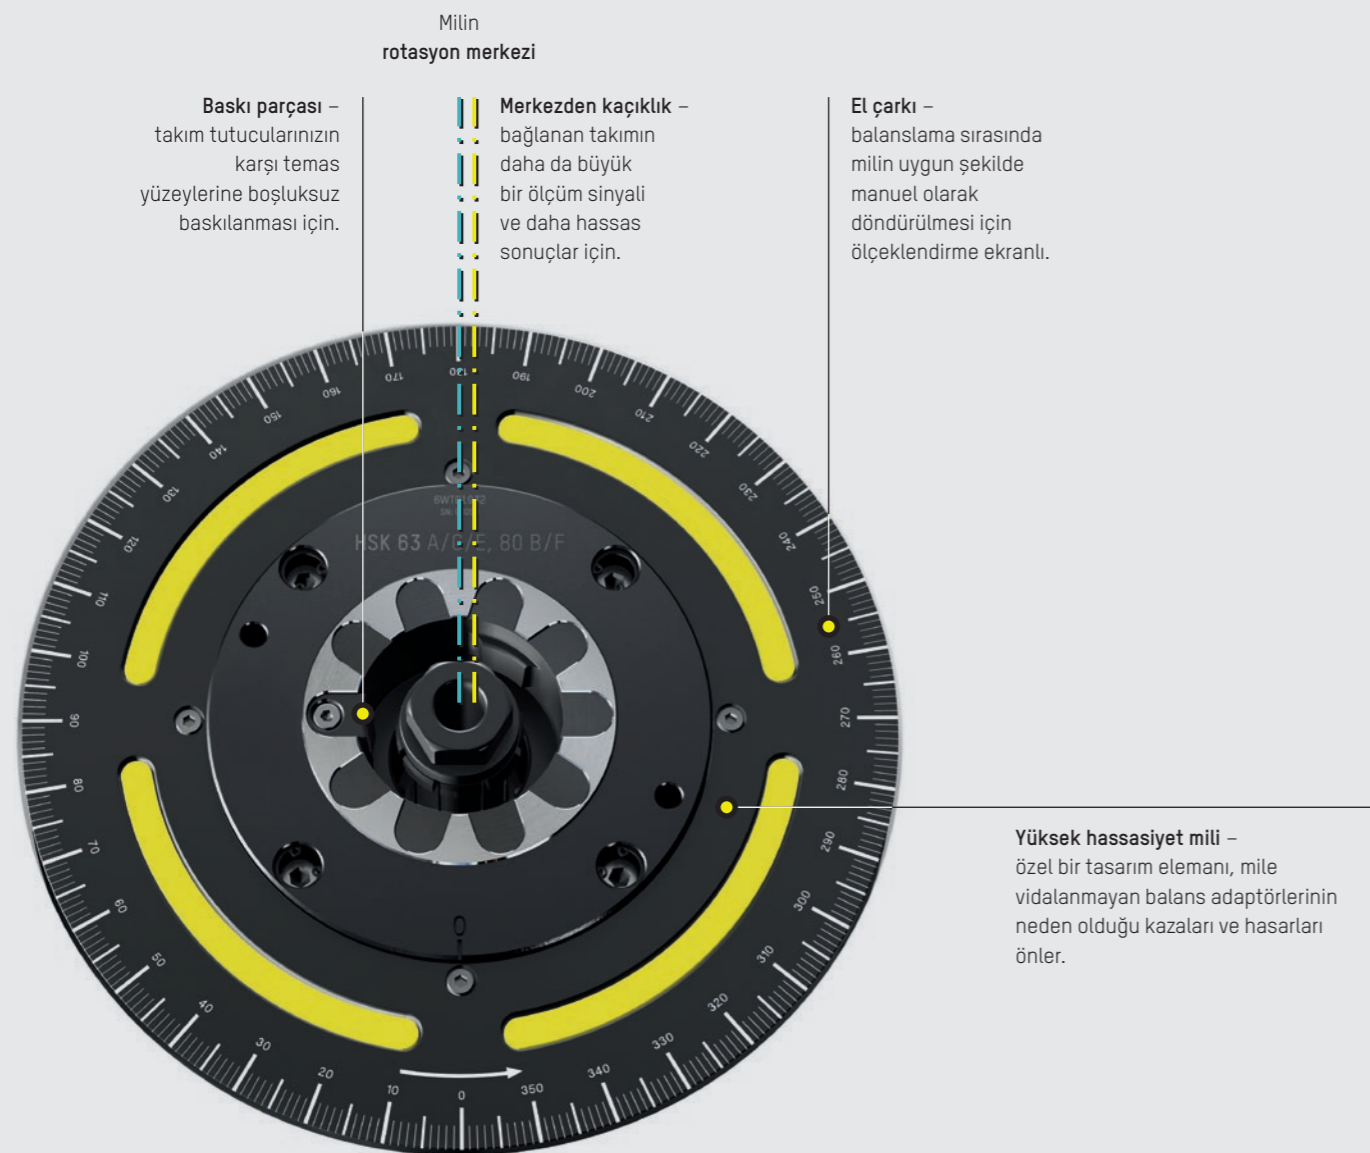 Milin
rotasyon merkezi
Baskı parçası –
takım tutucularınızın
karşı temas
yüzeylerine boşluksuz
baskılanması için.
Merkezden kaçıklık –
bağlanan takımın
daha da büyük
bir ölçüm sinyali
ve daha hassas
sonuçlar için.
El çarkı –
balanslama sırasında
milin uygun şekilde
manuel olarak
döndürülmesi için
ölçeklendirme ekranlı.
170
190
160
200
150
210
140
220
130
230
120
240
110
250
100
260
90
270
80
280
70
290
60
300
50
310
40
320
30
330
20
340
10
0
350
HSK 63 A/C/E, 80 B/F
0
Yüksek hassasiyet mili –
özel bir tasarım elemanı, mile
vidalanmayan balans adaptörlerinin
neden olduğu kazaları ve hasarları
önler.